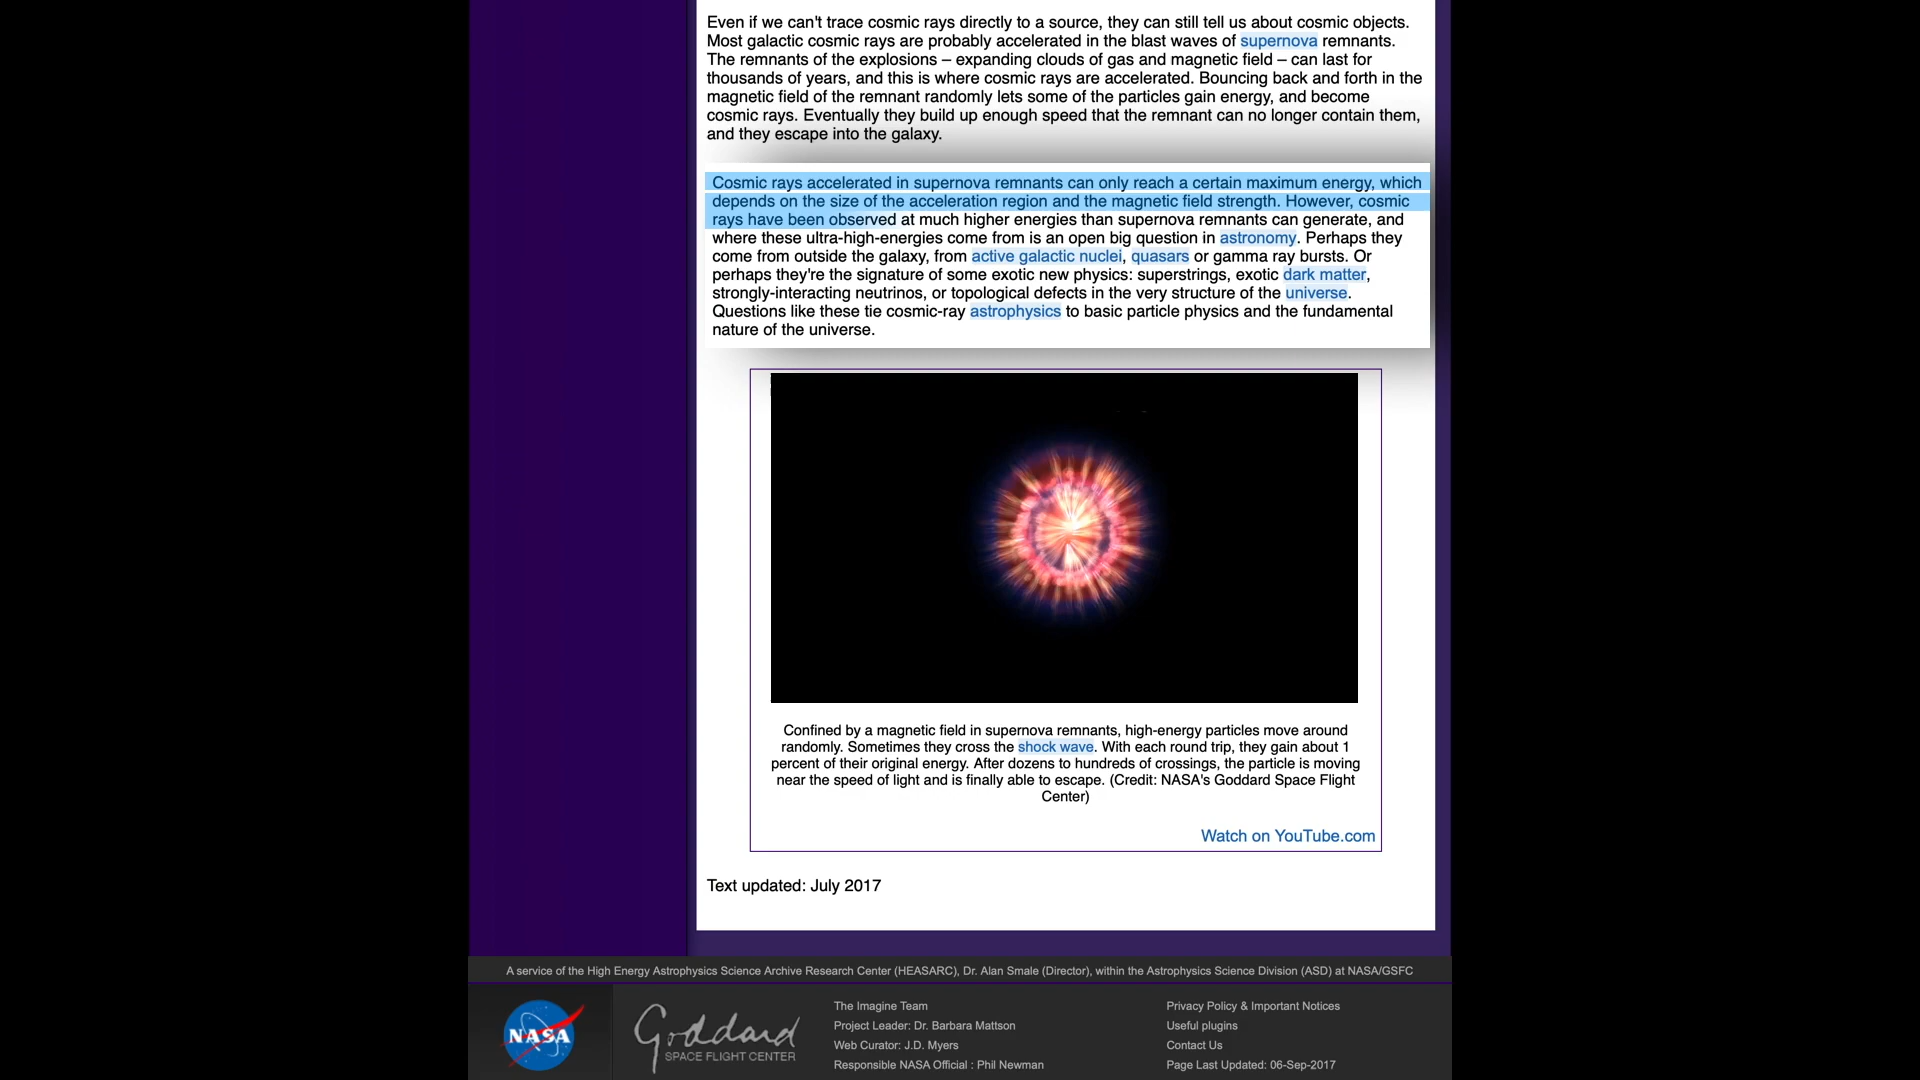 Even if we can't trace cosmic rays directly to a source, they can still tell us about cosmic objects.
Most galactic cosmic rays are probably accelerated in the blast waves of supernova remnants.
The remnants of the explosions – expanding clouds of gas and magnetic field – can last for
thousands of years, and this is where cosmic rays are accelerated. Bouncing back and forth in the
magnetic field of the remnant randomly lets some of the particles gain energy, and become
cosmic rays. Eventually they build up enough speed that the remnant can no longer contain them,
and they escape into the galaxy.
Cosmic rays accelerated in supernova remnants can only reach a certain maximum energy, which
depends on the size of the acceleration region and the magnetic field strength. However, cosmic
rays have been observed at much higher energies than supernova remnants can generate, and
where these ultra-high-energies come from is an open big question in astronomy. Perhaps they
come from outside the galaxy, from active galactic nuclei, quasars or gamma ray bursts. Or
perhaps they're the signature of some exotic new physics: superstrings, exotic dark matter,
strongly-interacting neutrinos, or topological defects in the very structure of the universe.
Questions like these tie cosmic-ray astrophysics to basic particle physics and the fundamental
nature of the universe.
Confined by a magnetic field in supernova remnants, high-energy particles move around
randomly. Sometimes they cross the shock wave. With each round trip, they gain about 1
percent of their original energy. After dozens to hundreds of crossings, the particle is moving
near the speed of light and is finally able to escape. (Credit: NASA's Goddard Space Flight
Center)
Watch on YouTube.com
Text updated: July 2017
A service of the High Energy Astrophysics Science Archive Research Center (HEASARC), Dr. Alan Smale (Director), within the Astrophysics Science Division (ASD) at NASA/GSFC
NASA
Goddard
SPACE FLIGHT CENTER
The Imagine Team
Project Leader: Dr. Barbara Mattson
Web Curator: J.D. Myers
Responsible NASA Official : Phil Newman
Privacy Policy & Important Notices
Useful plugins
Contact Us
Page Last Updated: 06-Sep-2017